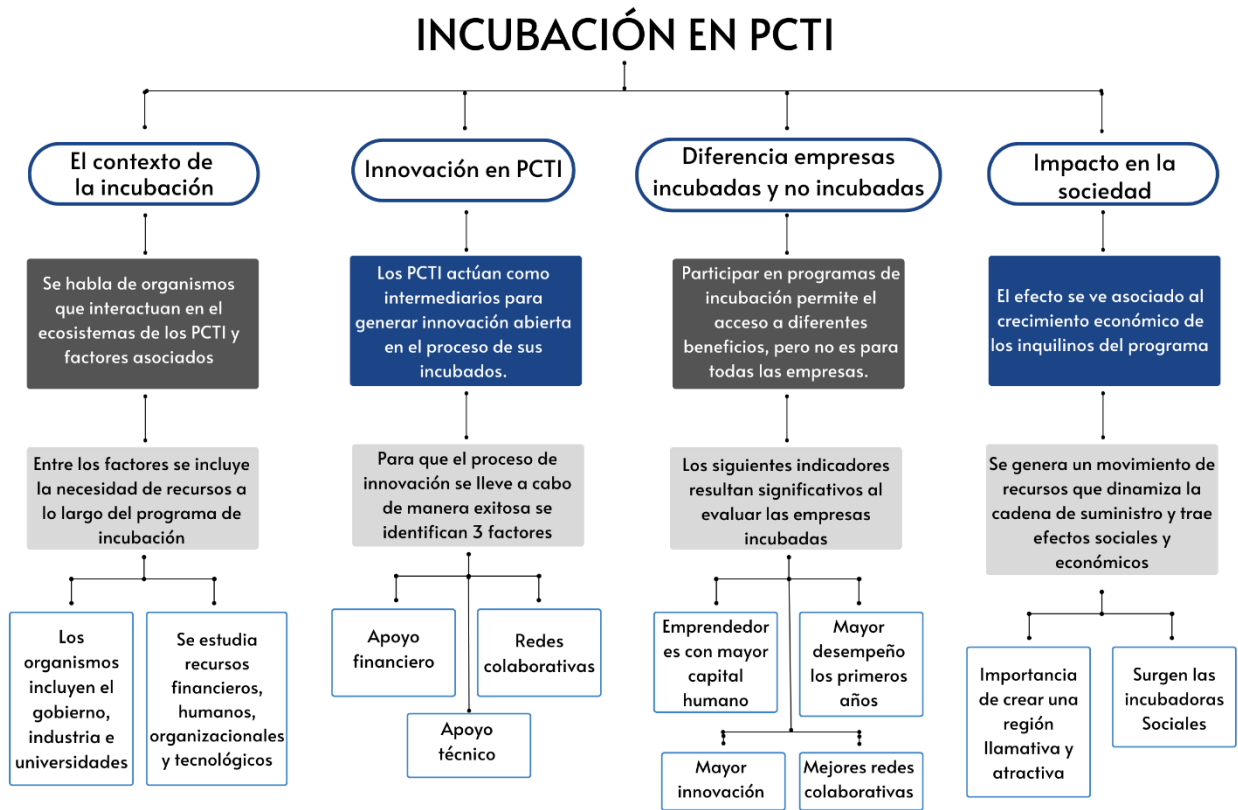 INCUBACIÓN EN PCTI
El contexto de
la incubación
Se habla de organismos
que interactuan en el
ecosistemas de los PCTI y
factores asociados
Entre los factores se incluye
la necesidad de recursos a
lo largo del programa de
incubación
Los
organismos
incluyen el
gobierno,
industria e
universidades
Se estudia
recursos
financieros,
humanos,
organizacionales
y tecnológicos
Innovación en PCTI
Los PCTI actúan como
intermediarios para
generar innovación abierta
en el proceso de sus
incubados.
Para que el proceso de
innovación se lleve a cabo
de manera exitosa se
identifican 3 factores
Apoyo
financiero
Redes
colaborativas
Apoyo
técnico
Diferencia empresas
incubadas y no incubadas
Participar en programas de
incubación permite el
acceso a diferentes
beneficios, pero no es para
todas las empresas.
Los siguientes indicadores
resultan significativos al
evaluar las empresas
incubadas
Emprendedor
es con mayor
capital
humano
Mayor
desempeño
los primeros
años
Mayor
innovación
Mejores redes
colaborativas
Impacto en la
sociedad
El efecto se ve asociado al
crecimiento económico de
los inquilinos del programa
Se genera un movimiento de
recursos que dinamiza la
cadena de suministro y trae
efectos sociales y
económicos
Importancia
de crear una
región
llamativa y
atractiva
Surgen las
incubadoras
Sociales